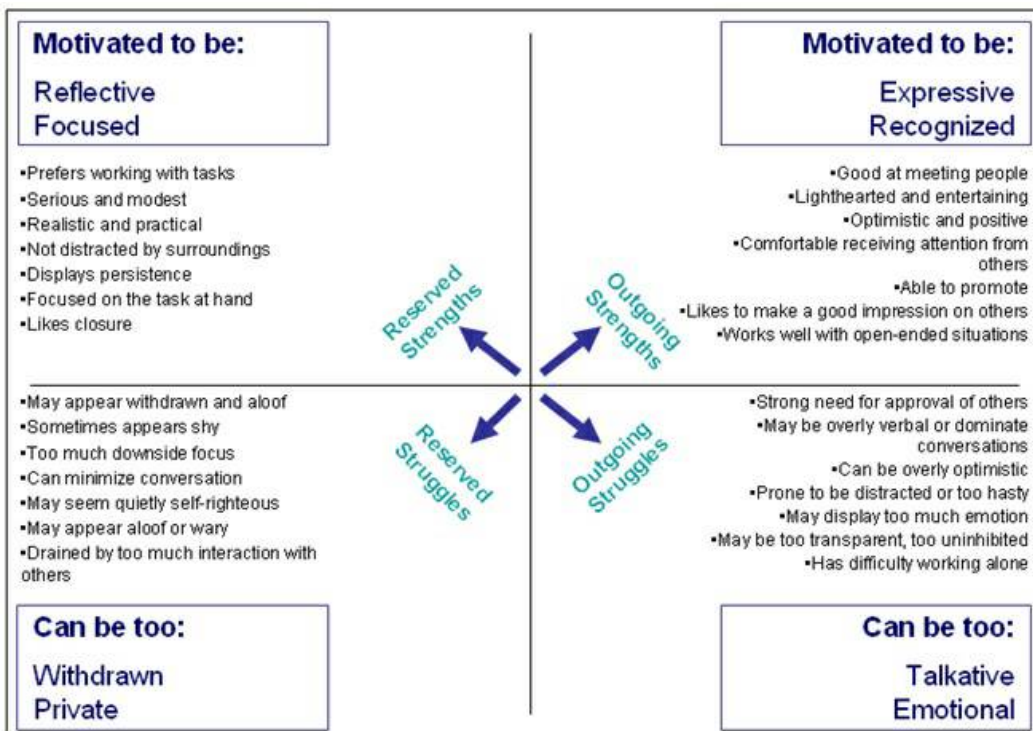 Motivated to be:
Reflective
Focused
▪Prefers working with tasks
▪Serious and modest
▪Realistic and practical
▪Not distracted by surroundings
▪Displays persistence
▪Focused on the task at hand
▪Likes closure
Reserved
Strengths
Motivated to be:
Expressive
Recognized
▪Good at meeting people
▪Lighthearted and entertaining
▪Optimistic and positive
▪Comfortable receiving attention from
others
▪Able to promote
▪Likes to make a good impression on others
▪Works well with open-ended situations
Outgoing
Strengths
▪May appear withdrawn and aloof
▪Sometimes appears shy
▪Too much downside focus
▪Can minimize conversation
▪May seem quietly self-righteous
▪May appear aloof or wary
▪Drained by too much interaction with
others
Reserved
Struggles
Can be too:
Withdrawn
Private
▪Strong need for approval of others
▪May be overly verbal or dominate
conversations
▪Can be overly optimistic
▪Prone to be distracted or too hasty
▪May display too much emotion
▪May be too transparent, too uninhibited
▪Has difficulty working alone
Outgoing
Struggles
Can be too:
Talkative
Emotional